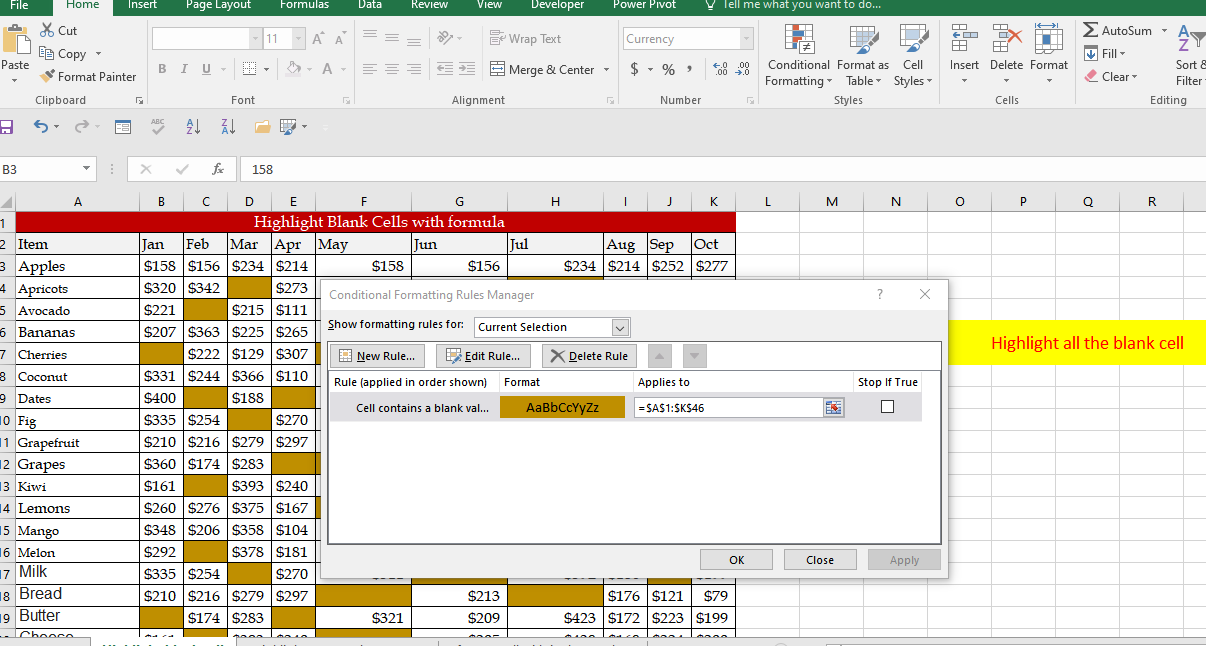 File Home Insert Page Layout Formulas Data Review View Developer Power Pivot Tell me what you want to do...
Cut
Copy
Format Painter
Paste
Clipboard
11
B I U
Font
Wrap Text
Merge & Center
Alignment
Currency
$ % ,
Number
Conditional Formatting
Format as Table
Cell Styles
Styles
Insert Delete Format
Cells
AutoSum
Fill
Clear
Sort & Filter
Editing
B3 fx 158
A B C D E F G H I J K L M N O P Q R
1 Highlight Blank Cells with formula
2 Item Jan Feb Mar Apr May Jun Jul Aug Sep Oct
3 Apples $158 $156 $234 $214 $158 $156 $234 $214 $252 $277
4 Apricots $320 $342 $273
5 Avocado $221 $215 $111
6 Bananas $207 $363 $225 $265
7 Cherries $222 $129 $307
8 Coconut $331 $244 $366 $110
9 Dates $400 $188
10 Fig $335 $254 $270
11 Grapefruit $210 $216 $279 $297
12 Grapes $360 $174 $283
13 Kiwi $161 $393 $240
14 Lemons $260 $276 $375 $167
15 Mango $348 $206 $358 $104
16 Melon $292 $378 $181
17 Milk $335 $254 $270
18 Bread $210 $216 $279 $297 $213 $176 $121 $79
19 Butter $174 $283 $321 $209 $423 $172 $223 $199
Highlight all the blank cell
Conditional Formatting Rules Manager ?
Show formatting rules for: Current Selection
New Rule... Edit Rule... Delete Rule
Rule (applied in order shown) Format Applies to Stop If True
Cell contains a blank val... AaBbCcYyZz =$A$1:$K$46
OK Close Apply